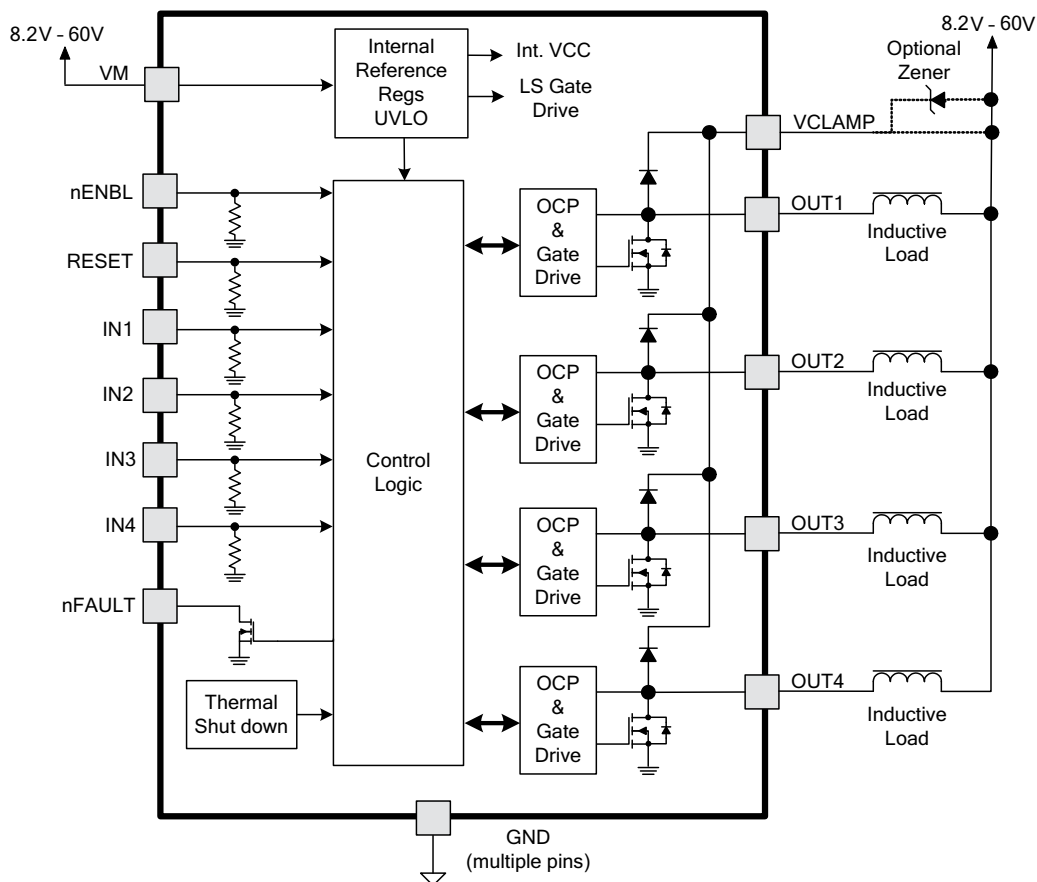 8.2V - 60V
VM
Internal
Reference
Regs
UVLO
Int. VCC
LS Gate
Drive
8.2V - 60V
Optional
Zener
VCLAMP
nENBL
RESET
IN1
IN2
IN3
IN4
nFAULT
Thermal
Shut down
Control
Logic
OCP
&
Gate
Drive
OUT1
Inductive
Load
OCP
&
Gate
Drive
OUT2
Inductive
Load
OCP
&
Gate
Drive
OUT3
Inductive
Load
OCP
&
Gate
Drive
OUT4
Inductive
Load
GND
(multiple pins)